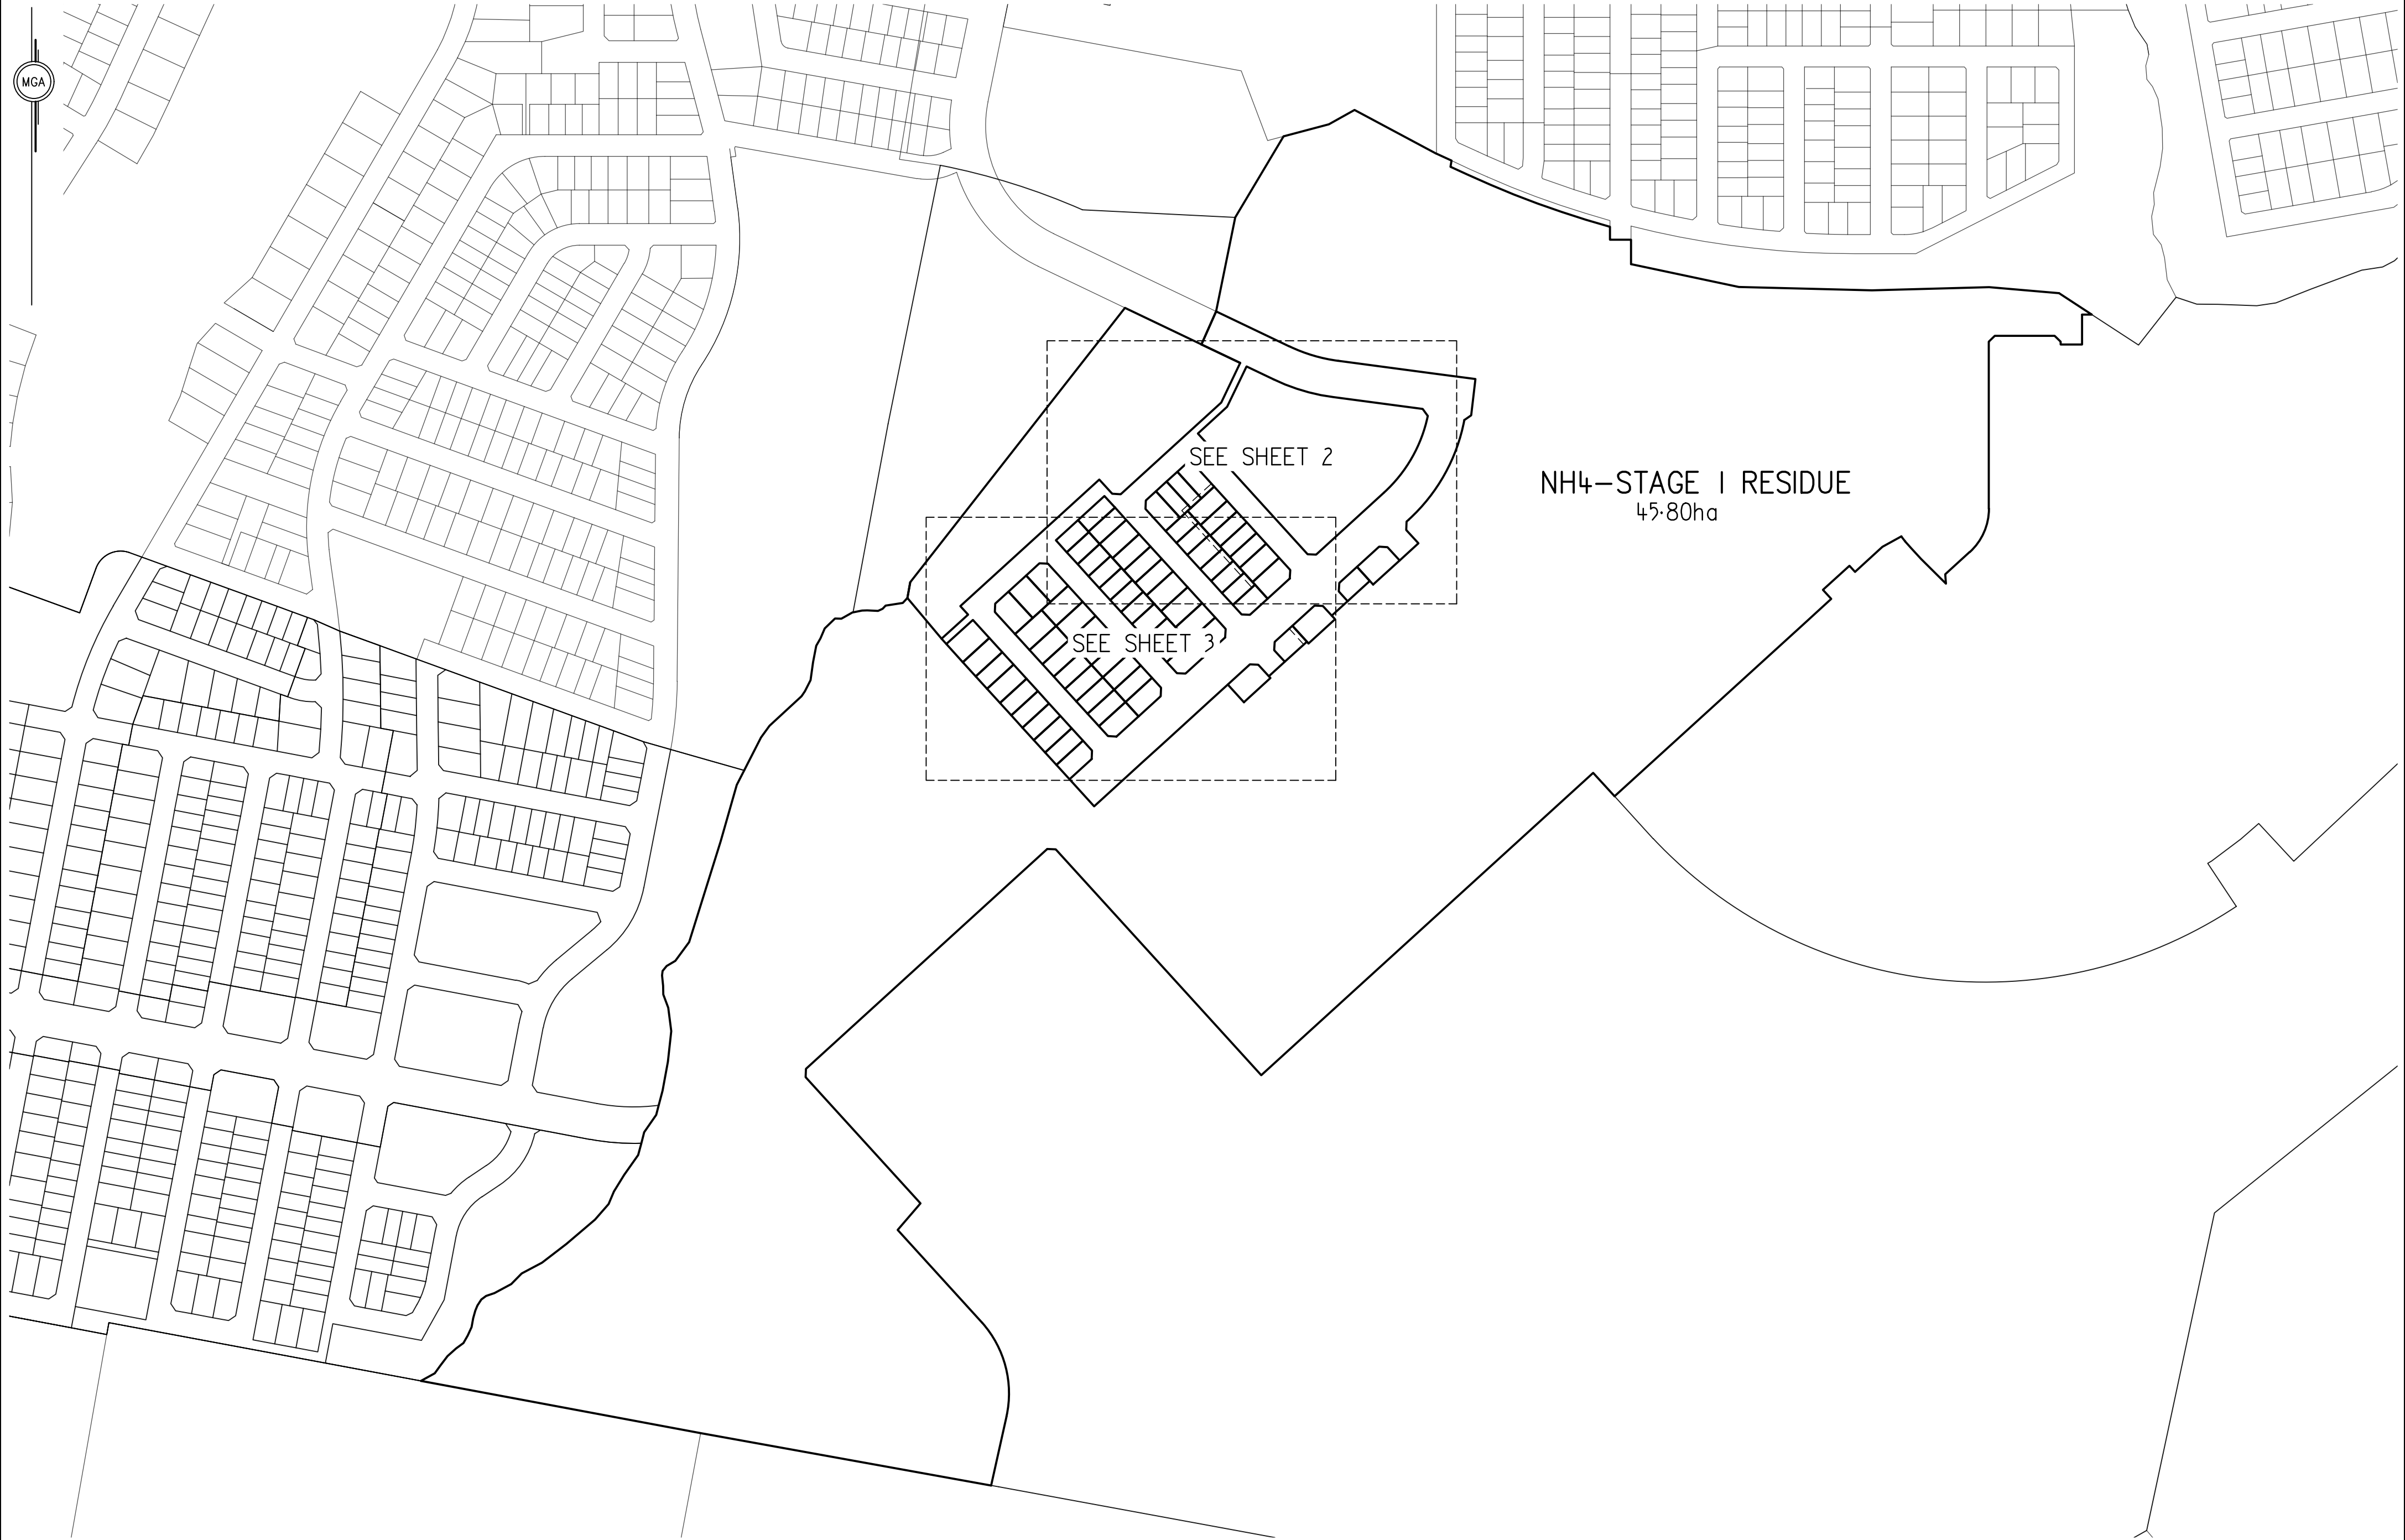 MGA
SEE SHEET 2
NH4-STAGE 1 RESIDUE
45·80ha
SEE SHEET 3